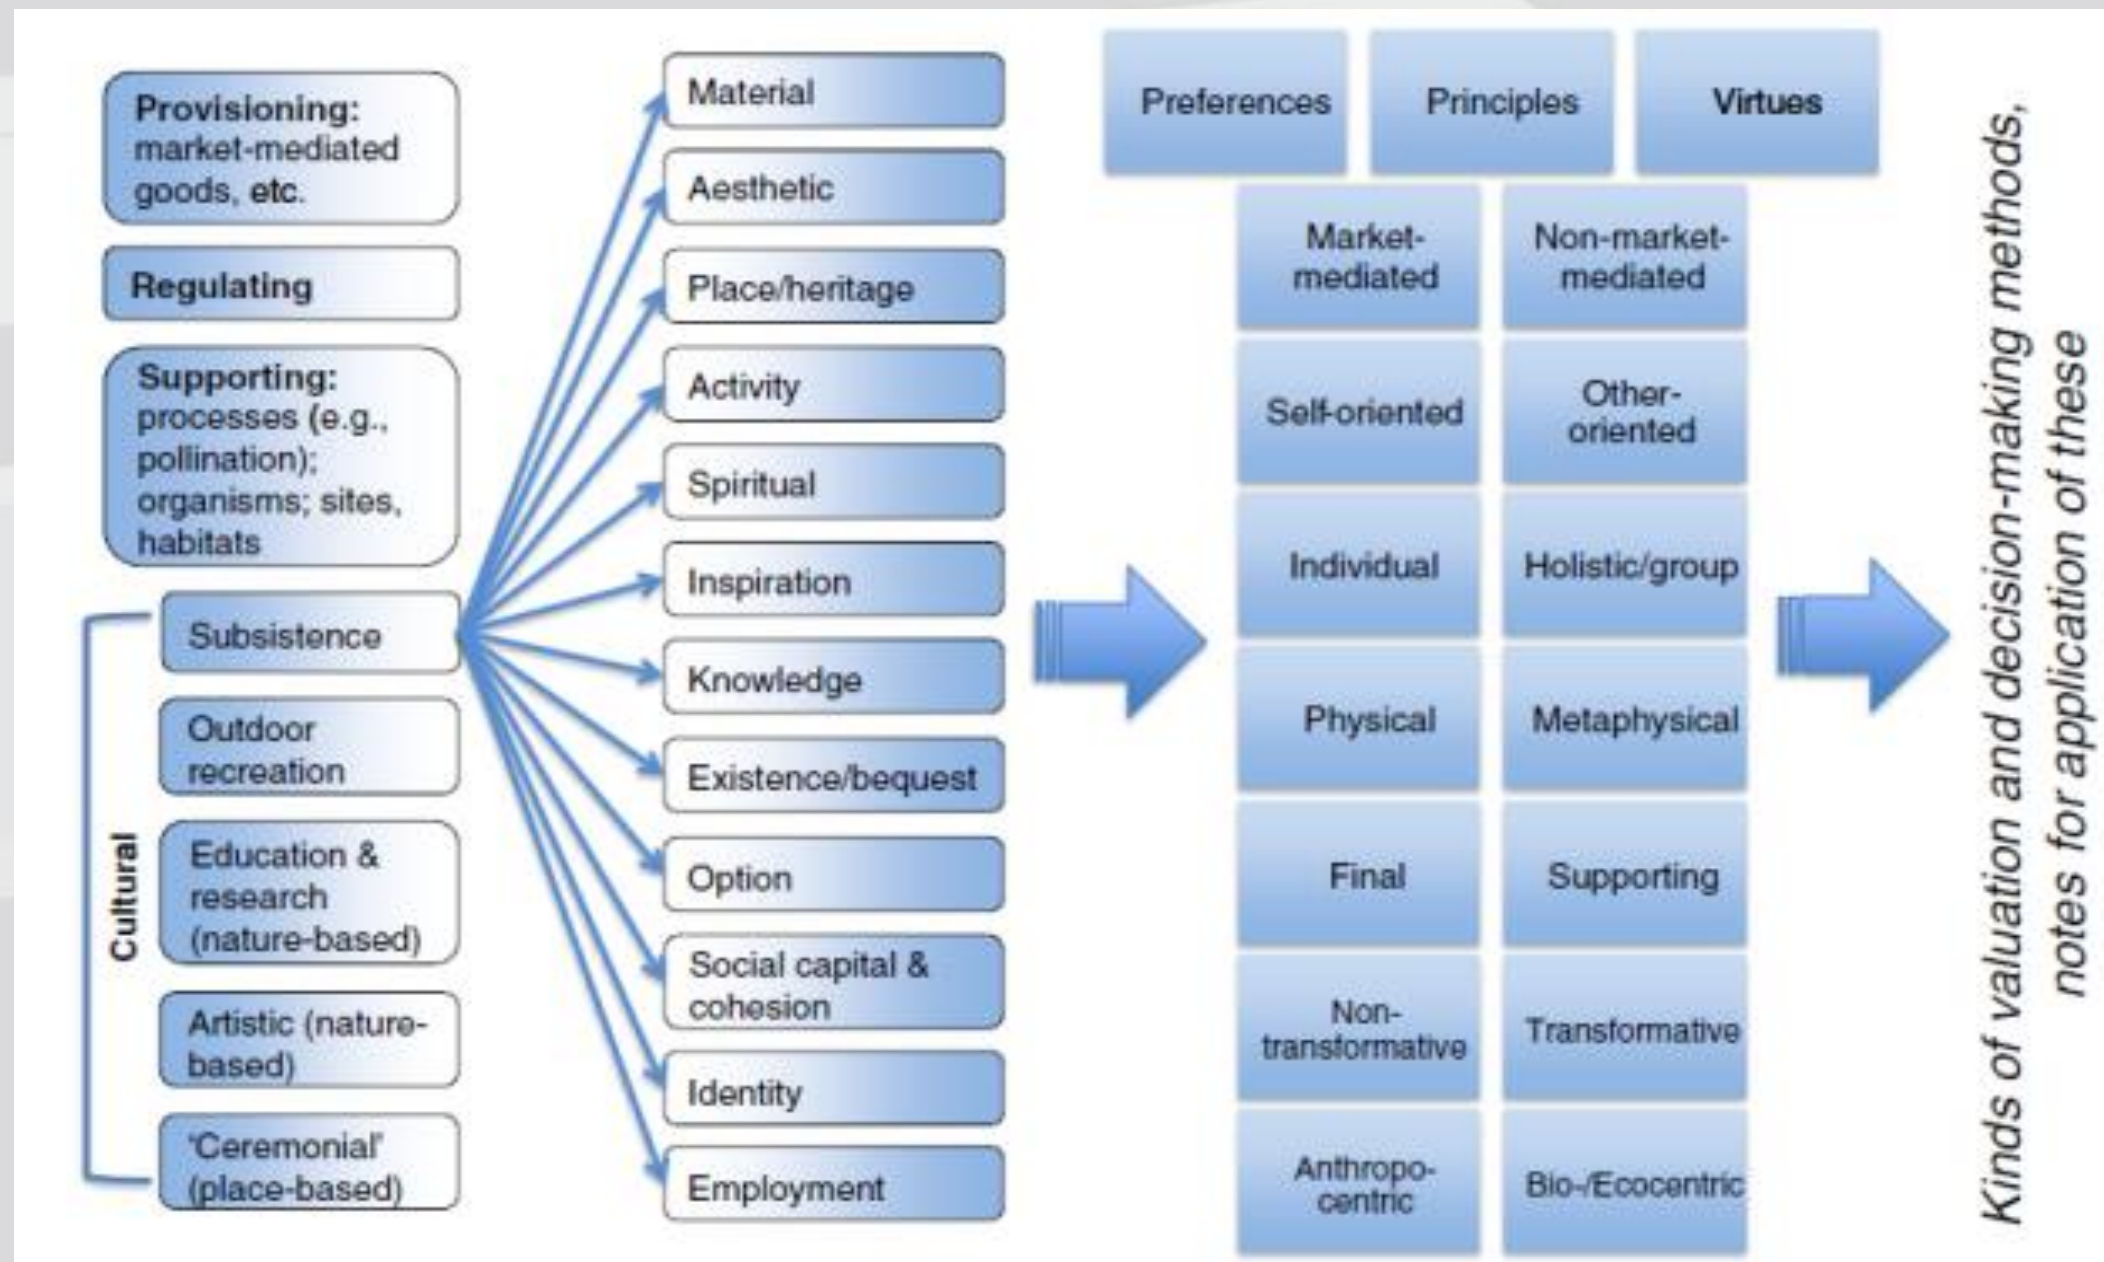 Provisioning:
market-mediated
goods, etc.
Regulating
Supporting:
processes (e.g.,
pollination);
organisms; sites,
habitats
Cultural
Subsistence
Outdoor
recreation
Education &
research
(nature-based)
Artistic (nature-
based)
'Ceremonial'
(place-based)
Material
Aesthetic
Place/heritage
Activity
Spiritual
Inspiration
Knowledge
Existence/bequest
Option
Social capital &
cohesion
Identity
Employment
Preferences
Principles
Virtues
Market-
mediated
Non-market-
mediated
Self-oriented
Other-
oriented
Individual
Holistic/group
Physical
Metaphysical
Final
Supporting
Non-
transformative
Transformative
Anthropo-
centric
Bio-/Ecocentric
Kinds of valuation and decision-making methods,
notes for application of these